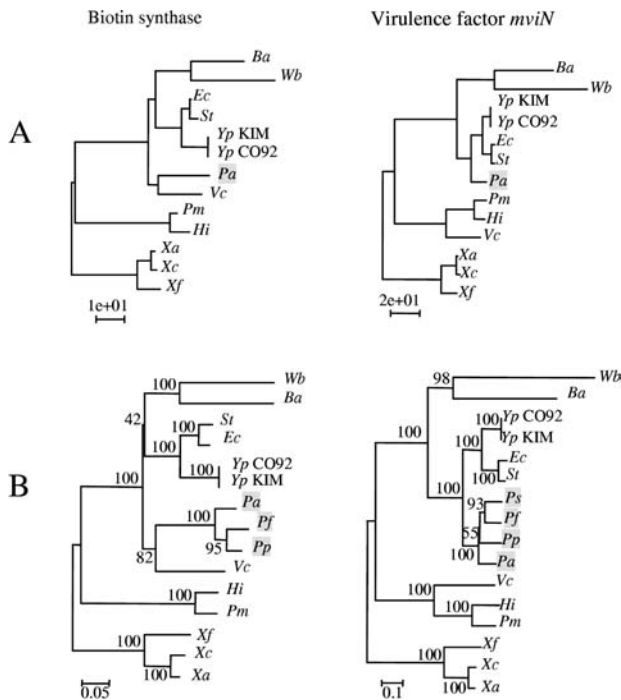 Biotin synthase
Virulence factor mviN
A
Ba
Wb
Ec
St
Yp KIM
Yp CO92
Pa
Vc
Pm
Hi
Xa
Xc
Xf
1e+01
Ba
Wb
Yp KIM
Yp CO92
Ec
St
Pa
Pm
Hi
Vc
Xa
Xc
Xf
2e+01
B
100 Wb
Ba
42
100 St
Ec
100
100 Yp CO92
Yp KIM
100
Pa
100
Pf
95 Pp
82
Vc
100 Hi
Pm
100 Xf
Xc
100 Xa
0.05
98 Wb
Ba
100
100 Yp CO92
Yp KIM
100
Ec
100 St
100
93 Ps
Pf
55 Pp
100 Pa
Vc
100
100 Hi
Pm
Xf
100
Xc
100 Xa
0.1